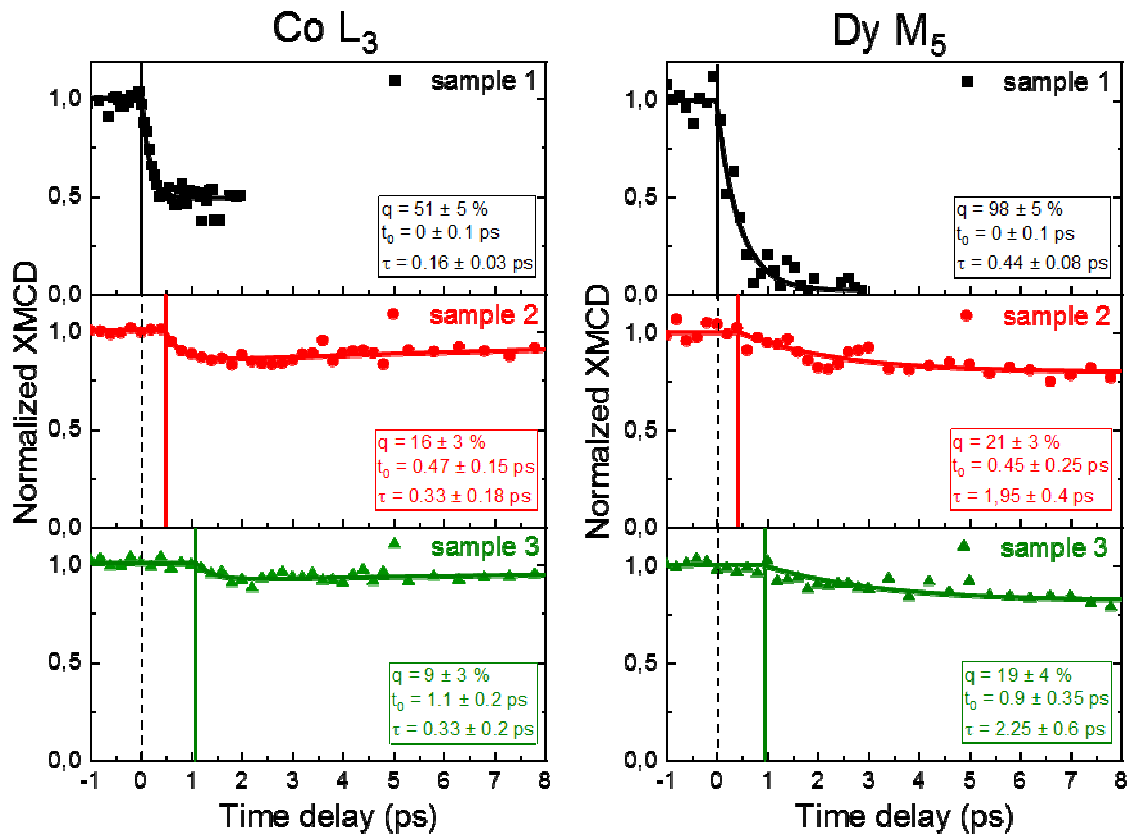 Co L₃
Normalized XMCD
1,0
0,5
0,0
sample 1
q = 51 ± 5 %
t₀ = 0 ± 0.1 ps
τ = 0.16 ± 0.03 ps
1,0
0,5
0,0
sample 2
q = 16 ± 3 %
t₀ = 0.47 ± 0.15 ps
τ = 0.33 ± 0.18 ps
1,0
0,5
0,0
sample 3
q = 9 ± 3 %
t₀ = 1.1 ± 0.2 ps
τ = 0.33 ± 0.2 ps
-1 0 1 2 3 4 5 6 7 8
Time delay (ps)
Dy M₅
Normalzed XMCD
1,0
0,5
0,0
sample 1
q = 98 ± 5 %
t₀ = 0 ± 0.1 ps
τ = 0.44 ± 0.08 ps
1,0
0,5
0,0
sample 2
q = 21 ± 3 %
t₀ = 0.45 ± 0.25 ps
τ = 1,95 ± 0.4 ps
1,0
0,5
0,0
sample 3
q = 19 ± 4 %
t₀ = 0.9 ± 0.35 ps
τ = 2.25 ± 0.6 ps
-1 0 1 2 3 4 5 6 7 8
Time delay (ps)